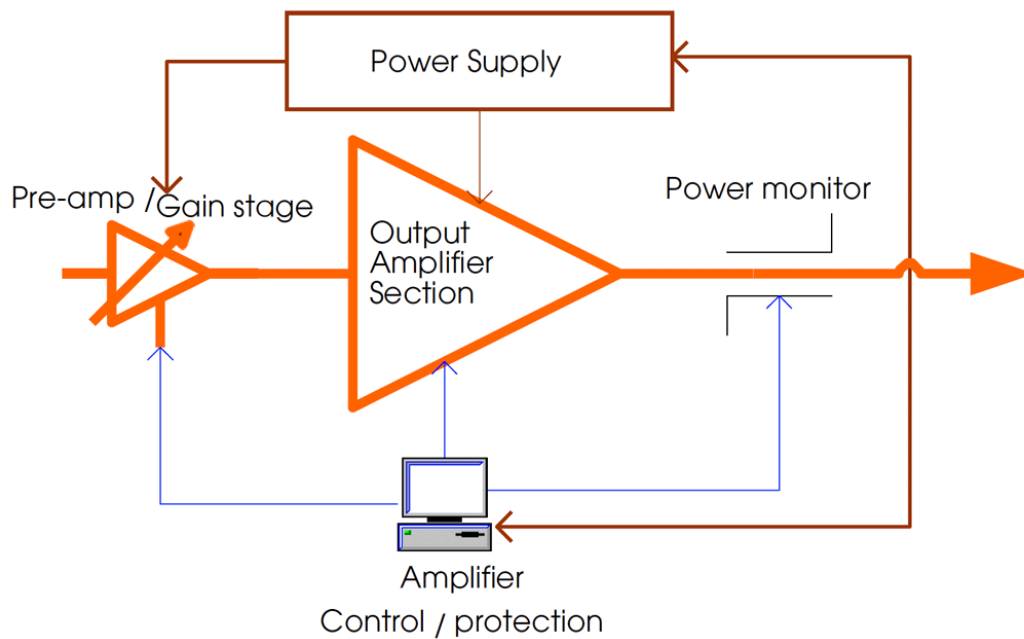 Power Supply
Pre-amp / Gain stage
Power monitor
Output
Amplifier
Section
Amplifier
Control / protection